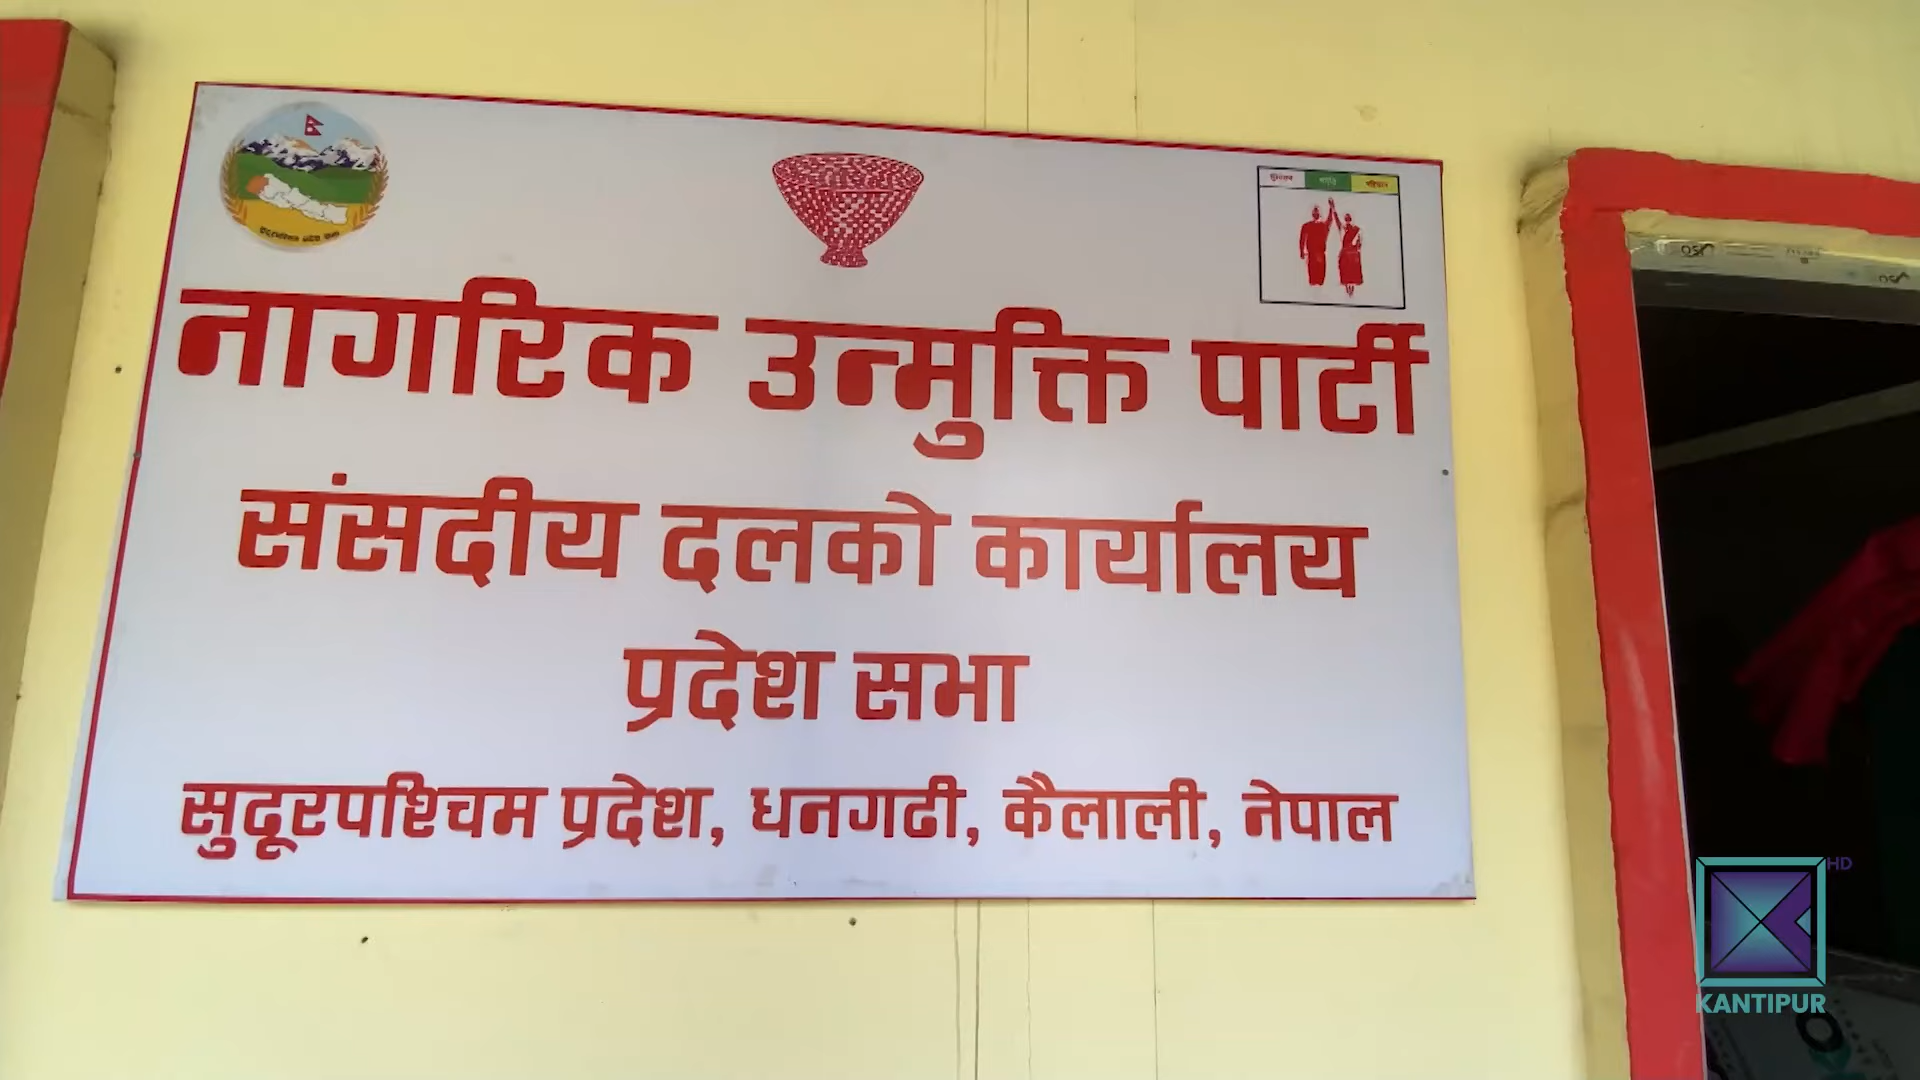 नागरिक उन्मुक्ति पार्टी
संसदीय दलको कार्यालय
प्रदेश सभा
सुदूरपश्चिम प्रदेश, धनगढी, कैलाली, नेपाल
HD
KANTIPUR